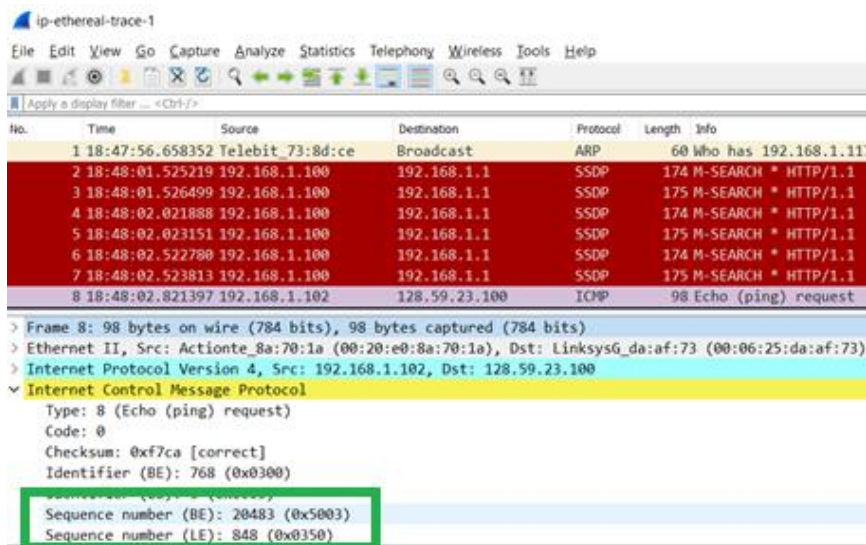 ip-ethereal-trace-1
File Edit View Go Capture Analyze Statistics Telephony Wireless Tools Help
Apply a display filter ... <Ctrl-/>
No. Time Source Destination Protocol Length Info
1 18:47:56.658352 Telebit_73:8d:ce Broadcast ARP 60 Who has 192.168.1.117
2 18:48:01.525219 192.168.1.100 192.168.1.1 SSDP 174 M-SEARCH * HTTP/1.1
3 18:48:01.526499 192.168.1.100 192.168.1.1 SSDP 175 M-SEARCH * HTTP/1.1
4 18:48:02.021888 192.168.1.100 192.168.1.1 SSDP 174 M-SEARCH * HTTP/1.1
5 18:48:02.023151 192.168.1.100 192.168.1.1 SSDP 175 M-SEARCH * HTTP/1.1
6 18:48:02.522780 192.168.1.100 192.168.1.1 SSDP 174 M-SEARCH * HTTP/1.1
7 18:48:02.523813 192.168.1.100 192.168.1.1 SSDP 175 M-SEARCH * HTTP/1.1
8 18:48:02.821397 192.168.1.102 128.59.23.100 ICMP 98 Echo (ping) request
Frame 8: 98 bytes on wire (784 bits), 98 bytes captured (784 bits)
Ethernet II, Src: Actionte_8a:70:1a (00:20:e0:8a:70:1a), Dst: LinksysG_da:af:73 (00:06:25:da:af:73)
Internet Protocol Version 4, Src: 192.168.1.102, Dst: 128.59.23.100
Internet Control Message Protocol
Type: 8 (Echo (ping) request)
Code: 0
Checksum: 0xf7ca [correct]
Identifier (BE): 768 (0x0300)
Sequence number (BE): 20483 (0x5003)
Sequence number (LE): 848 (0x0350)